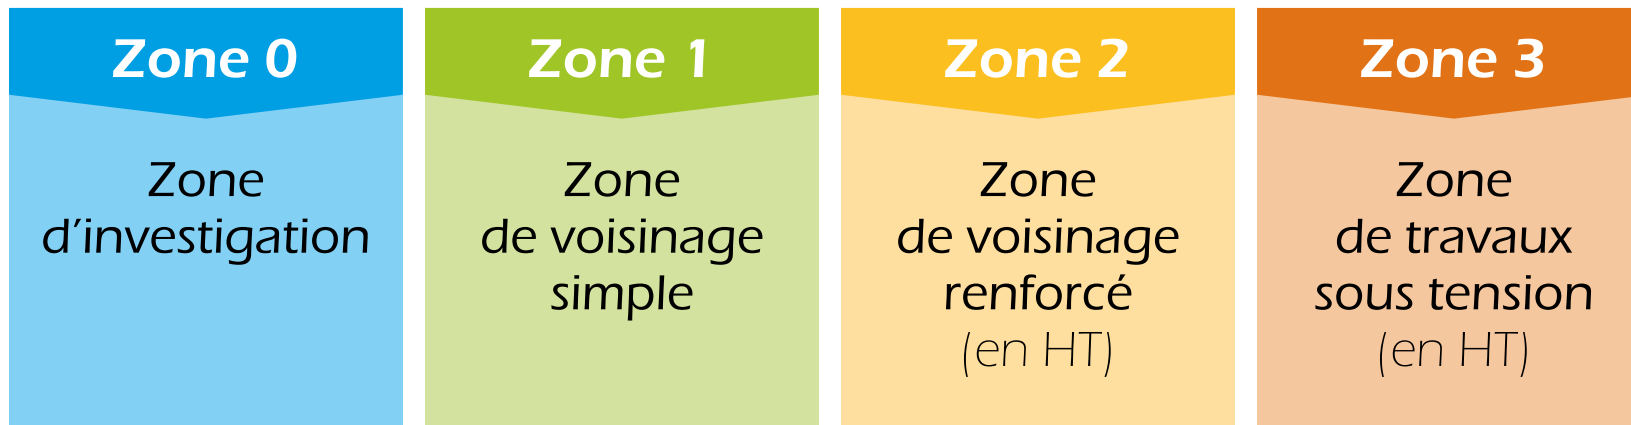 Zone 0
Zone
d’investigation
Zone 1
Zone
de voisinage
simple
Zone 2
Zone
de voisinage
renforcé
(en HT)
Zone 3
Zone
de travaux
sous tension
(en HT)